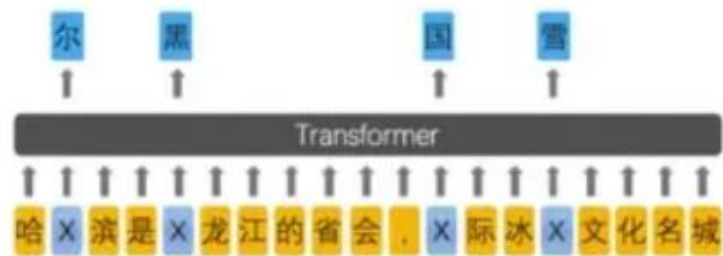 尔 黑 国 雪
Transformer
哈 X 滨 是 X 龙 江 的 省 会 , X 际 冰 X 文 化 名 城